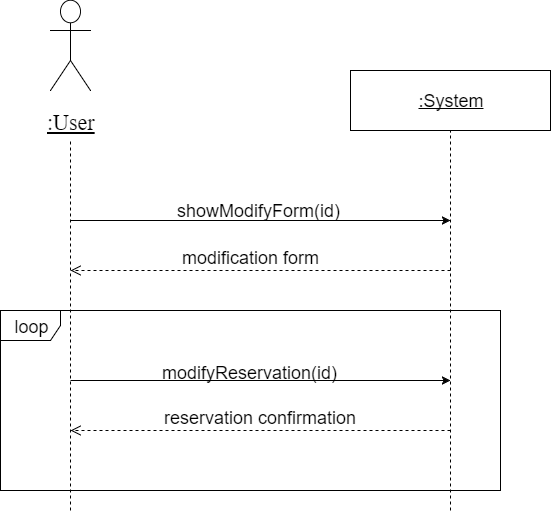 :User
:System
showModifyForm(id)
modification form
loop
modifyReservation(id)
reservation confirmation